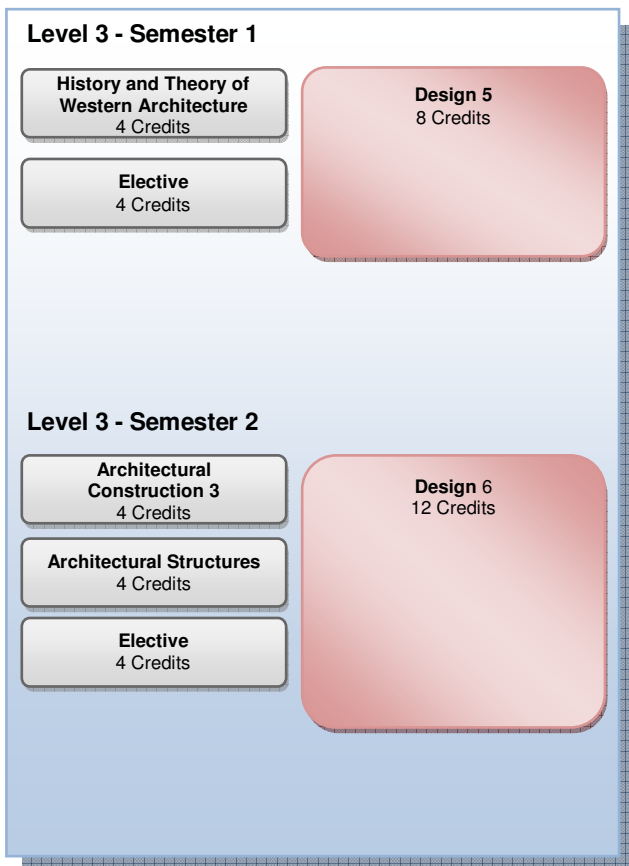 Level 3 - Semester 1
History and Theory of
Western Architecture
4 Credits
Design 5
8 Credits
Elective
4 Credits
Level 3 - Semester 2
Architectural
Construction 3
4 Credits
Design 6
12 Credits
Architectural Structures
4 Credits
Elective
4 Credits